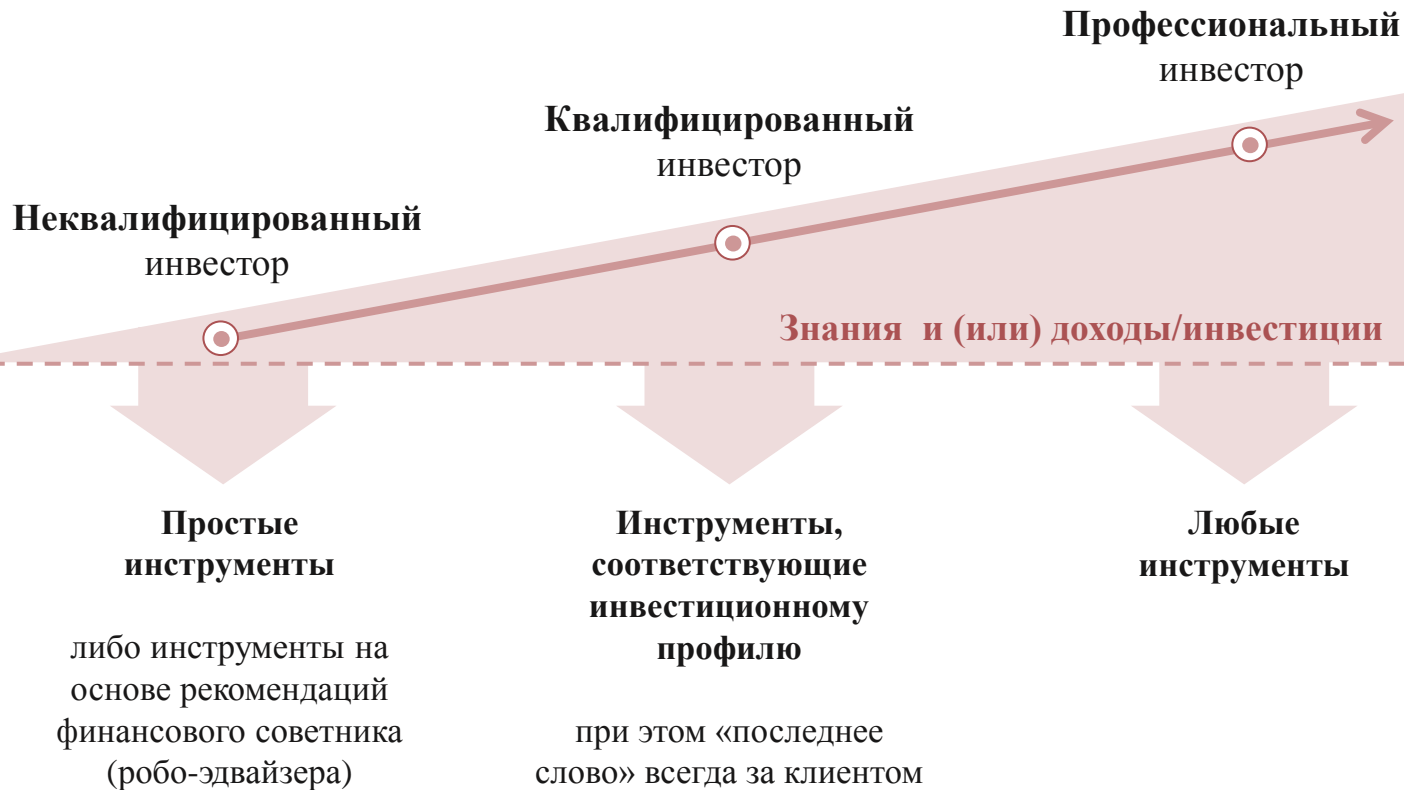 Профессиональный
инвестор
Квалифицированный
инвестор
Неквалифицированный
инвестор
Знания и (или) доходы/инвестиции
Простые
инструменты
либо инструменты на
основе рекомендаций
финансового советника
(робо-эдвайзера)
Инструменты,
соответствующие
инвестиционному
профилю
при этом «последнее
слово» всегда за клиентом
Любые
инструменты